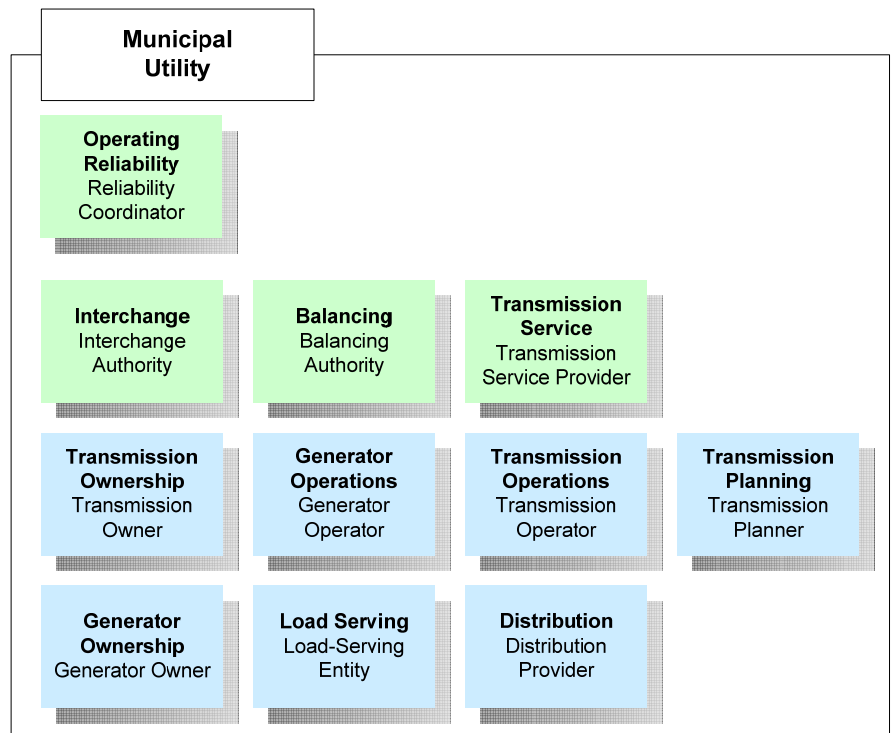 Municipal
Utility
Operating
Reliability
Reliability
Coordinator
Interchange
Interchange
Authority
Balancing
Balancing
Authority
Transmission
Service
Transmission
Service Provider
Transmission
Ownership
Transmission
Owner
Generator
Operations
Generator
Operator
Transmission
Operations
Transmission
Operator
Transmission
Planning
Transmission
Planner
Generator
Ownership
Generator Owner
Load Serving
Load-Serving
Entity
Distribution
Distribution
Provider